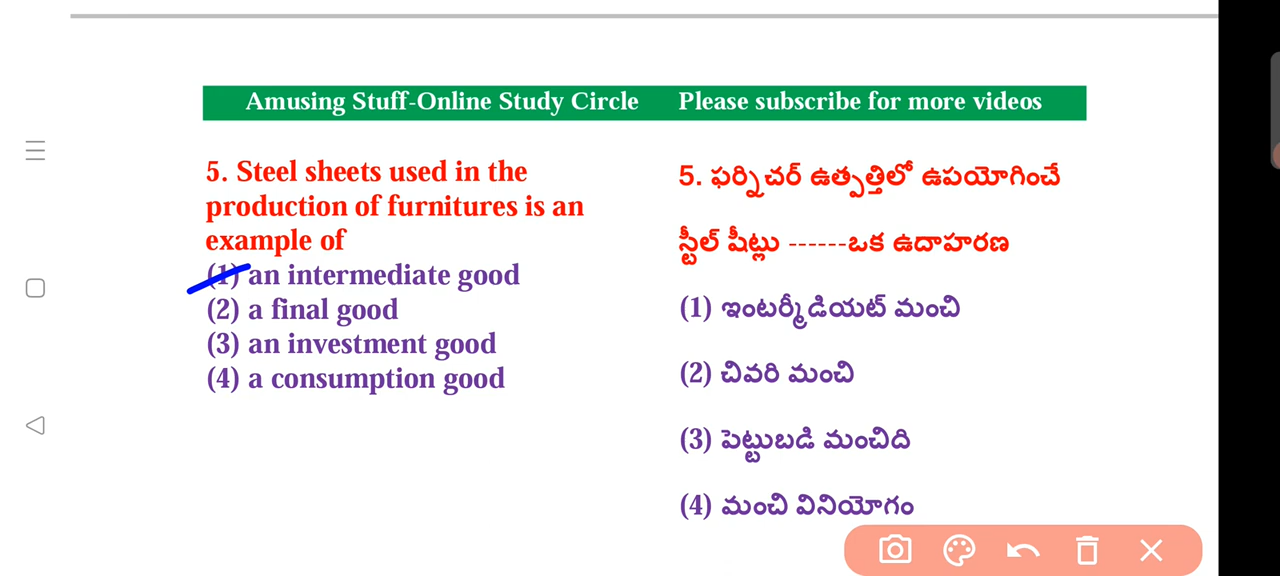 Amusing Stuff-Online Study Circle Please subscribe for more videos
5. Steel sheets used in the
production of furnitures is an
example of
(1) an intermediate good
(2) a final good
(3) an investment good
(4) a consumption good
5. ఫర్నిచర్ ఉత్పత్తిలో ఉపయోగించే
స్టీల్ షీట్లు ------ఒక ఉదాహరణ
(1) ఇంటర్మీడియట్ మంచి
(2) చివరి మంచి
(3) పెట్టుబడి మంచిది
(4) మంచి వినియోగం